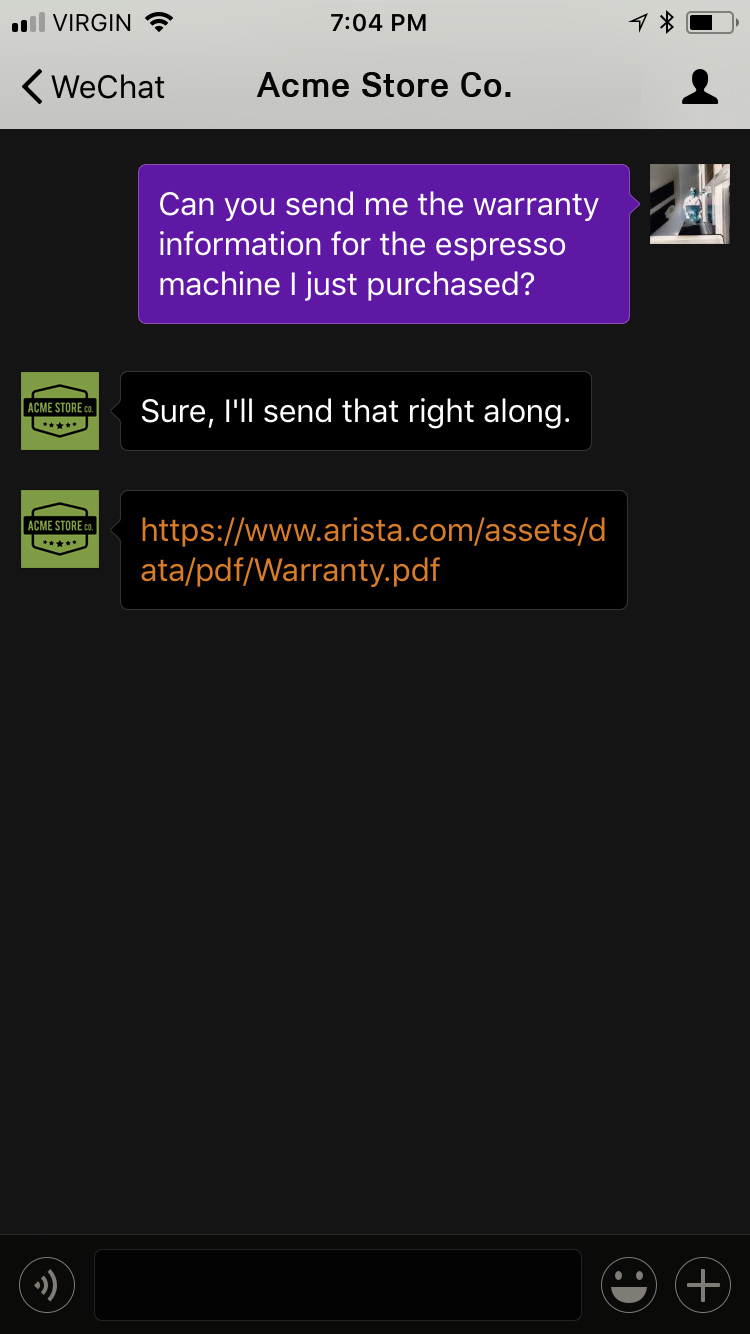 VIRGIN 7:04 PM
WeChat Acme Store Co.
Can you send me the warranty
information for the espresso
machine I just purchased?
ACME STORE CO.
Sure, I'll send that right along.
ACME STORE CO.
https://www.arista.com/assets/d
ata/pdf/Warranty.pdf